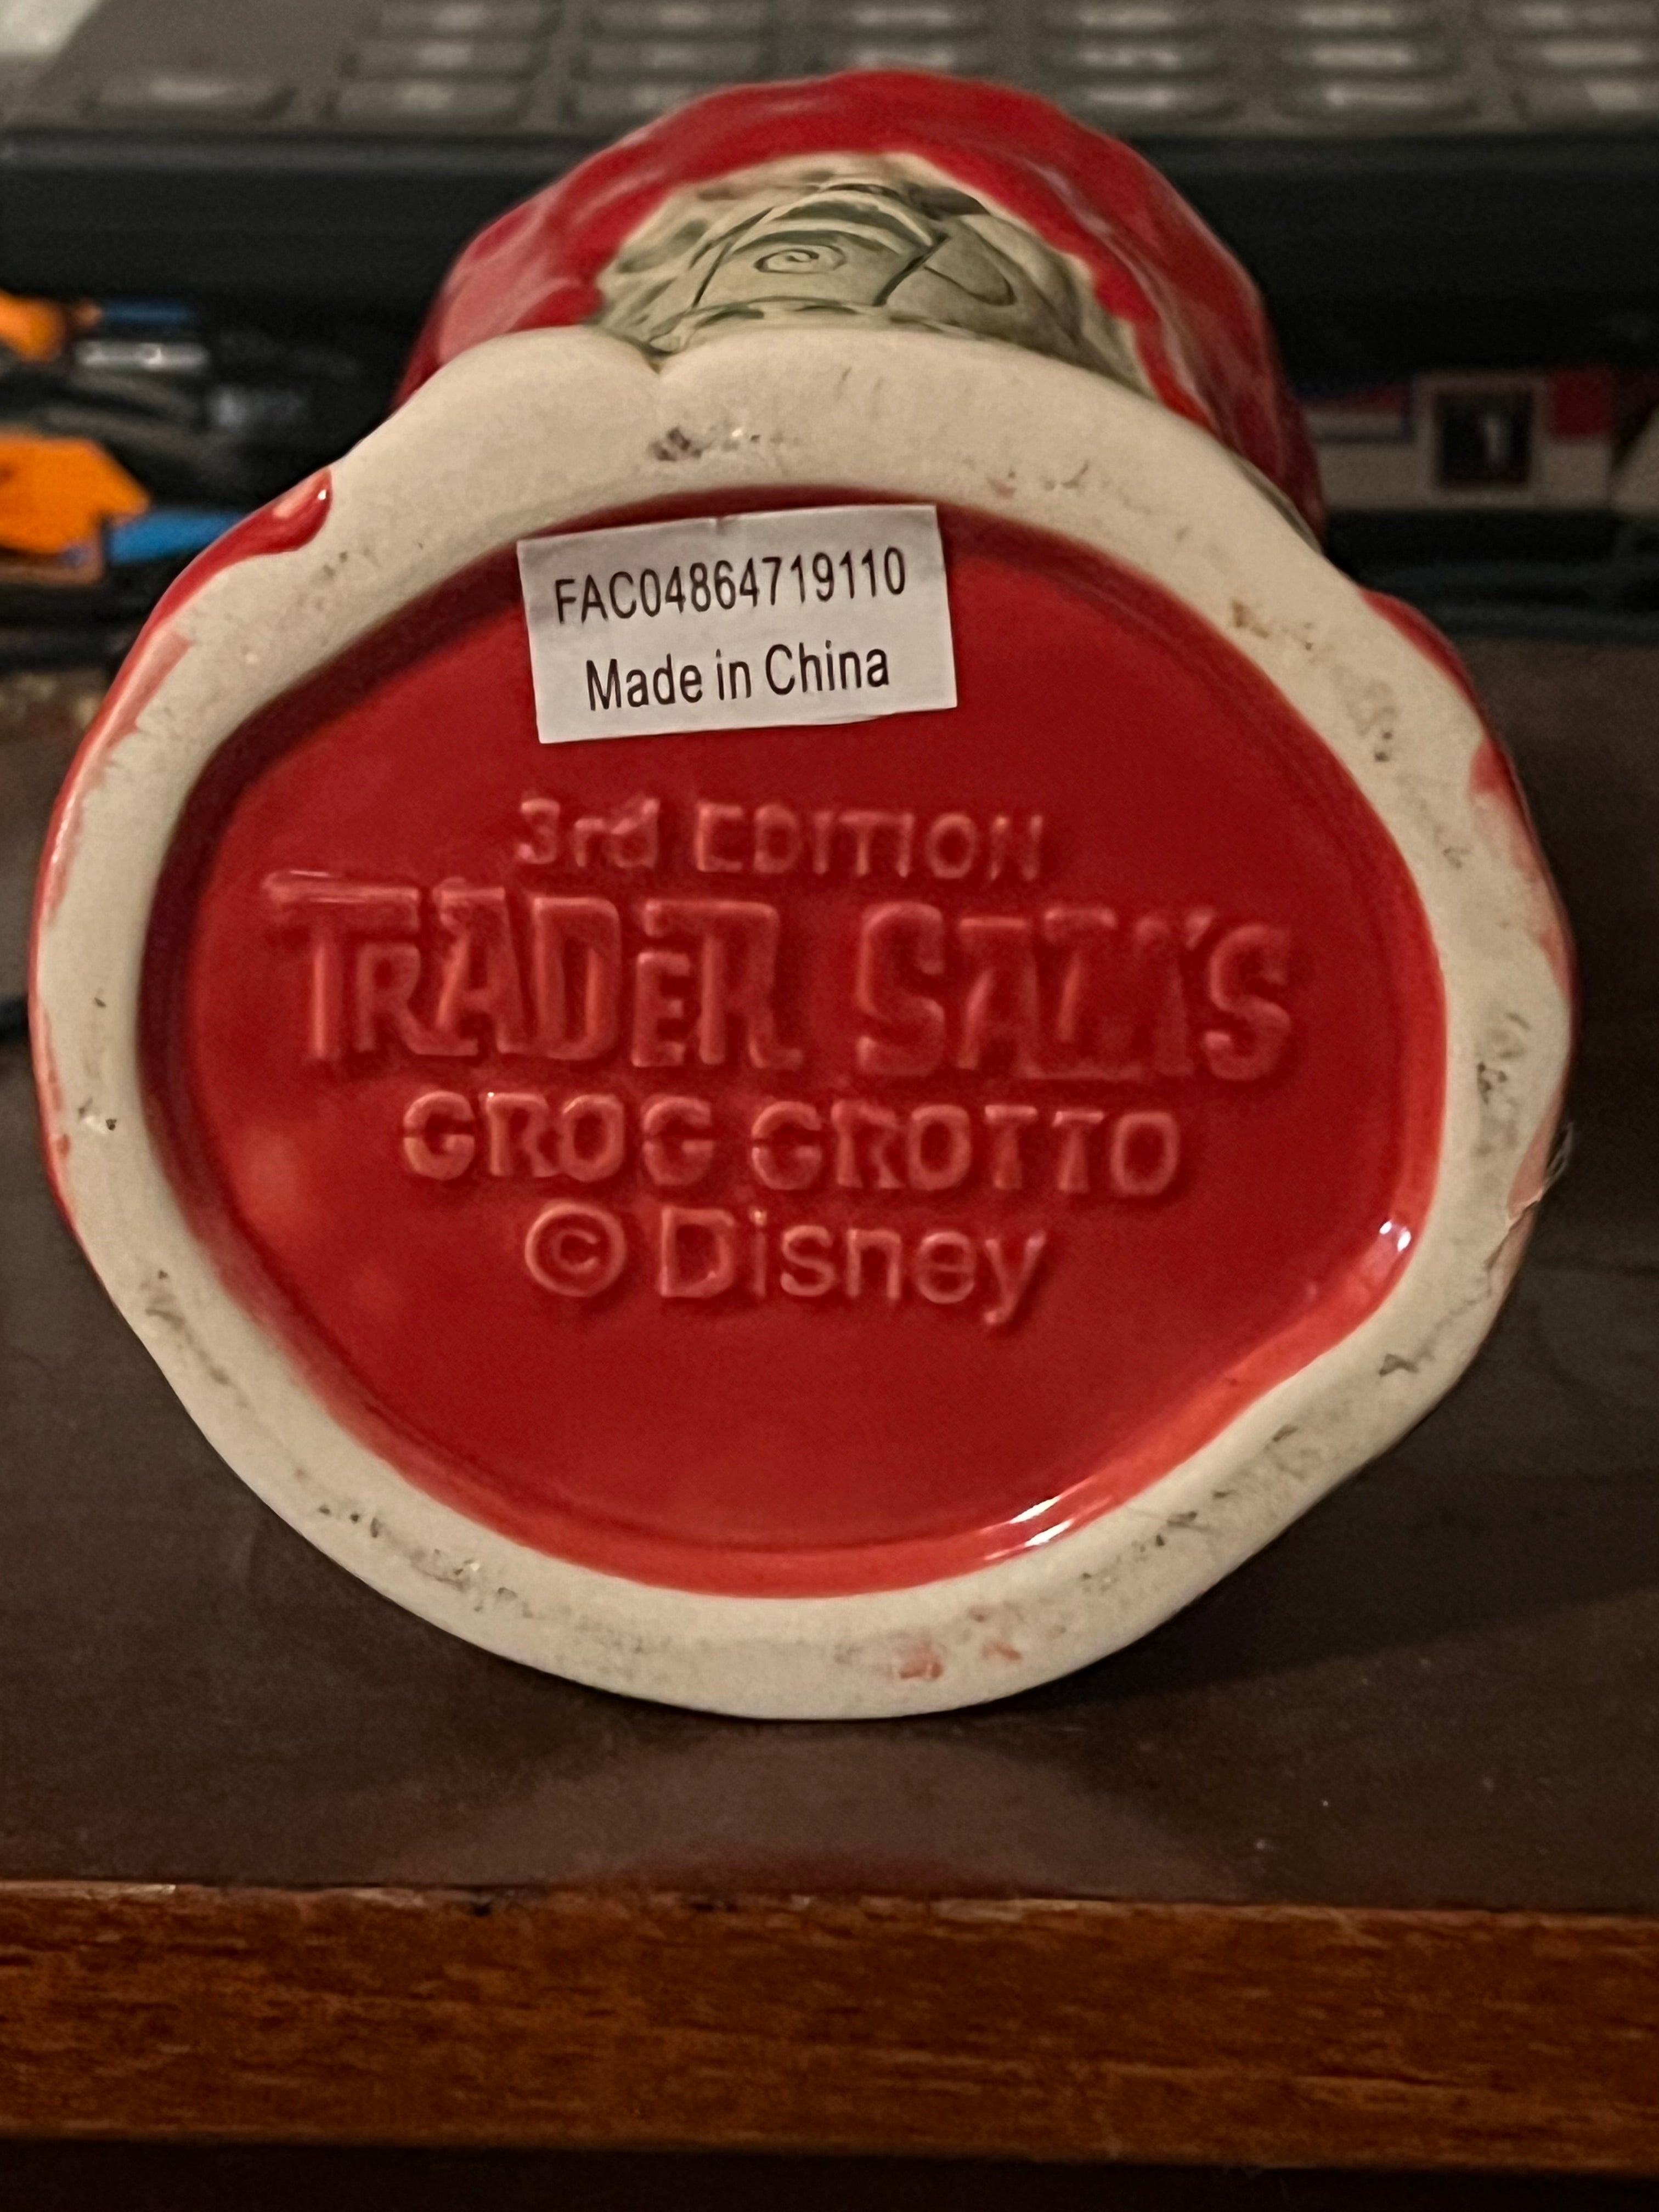 FAC04864719110
Made in China
3rd EDITION
TRADER SAM'S
GROG GROTTO
©Disney